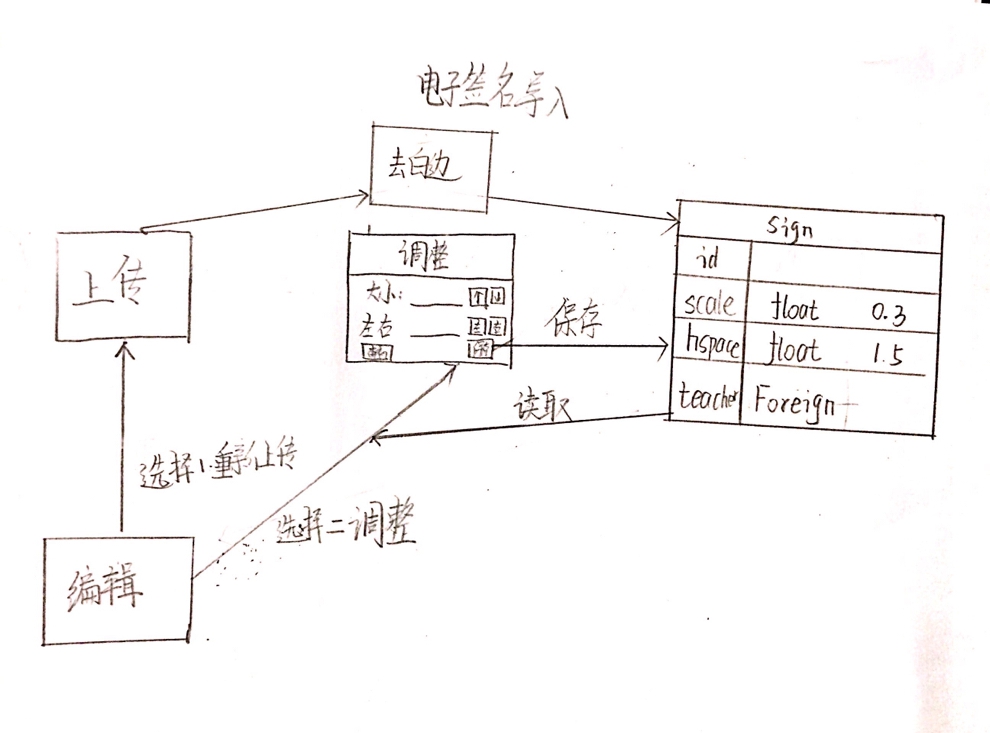 电子签名导入
去白边
sign
id
scale float 0.3
hspace float 1.5
teacher Foreign
上传
调整
大小:
左右
保存
读取
选择1.重新上传
选择二调整
编辑